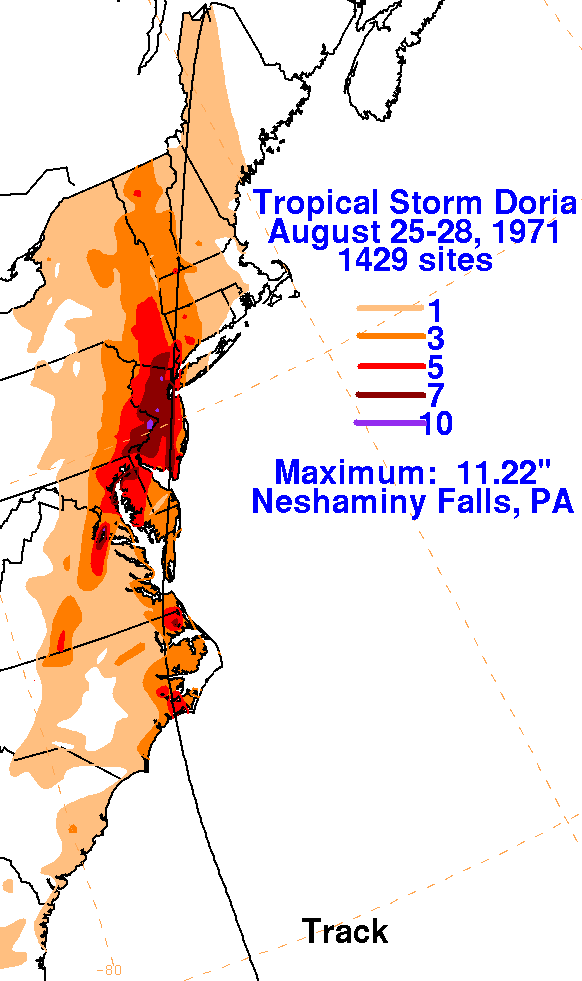 Tropical Storm Doria
August 25-28, 1971
1429 sites
1
3
5
7
10
Maximum: 11.22"
Neshaminy Falls, PA
Track
-80